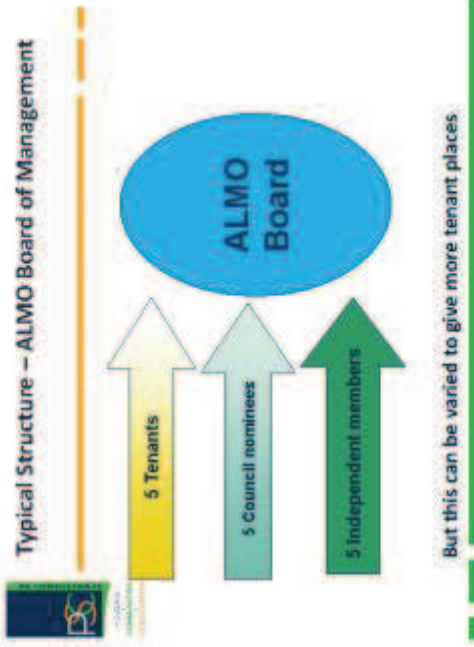 Typical Structure – ALMO Board of Management
5 Tenants
5 Council nominees
5 Independent members
ALMO
Board
But this can be varied to give more tenant places